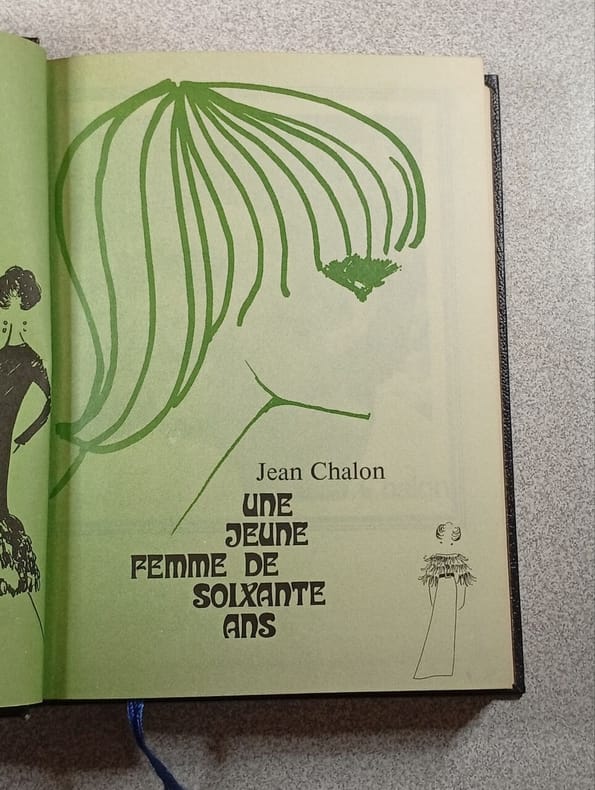 Jean Chalon
UNE
JEUNE
FEMME DE
SOIXANTE
ANS